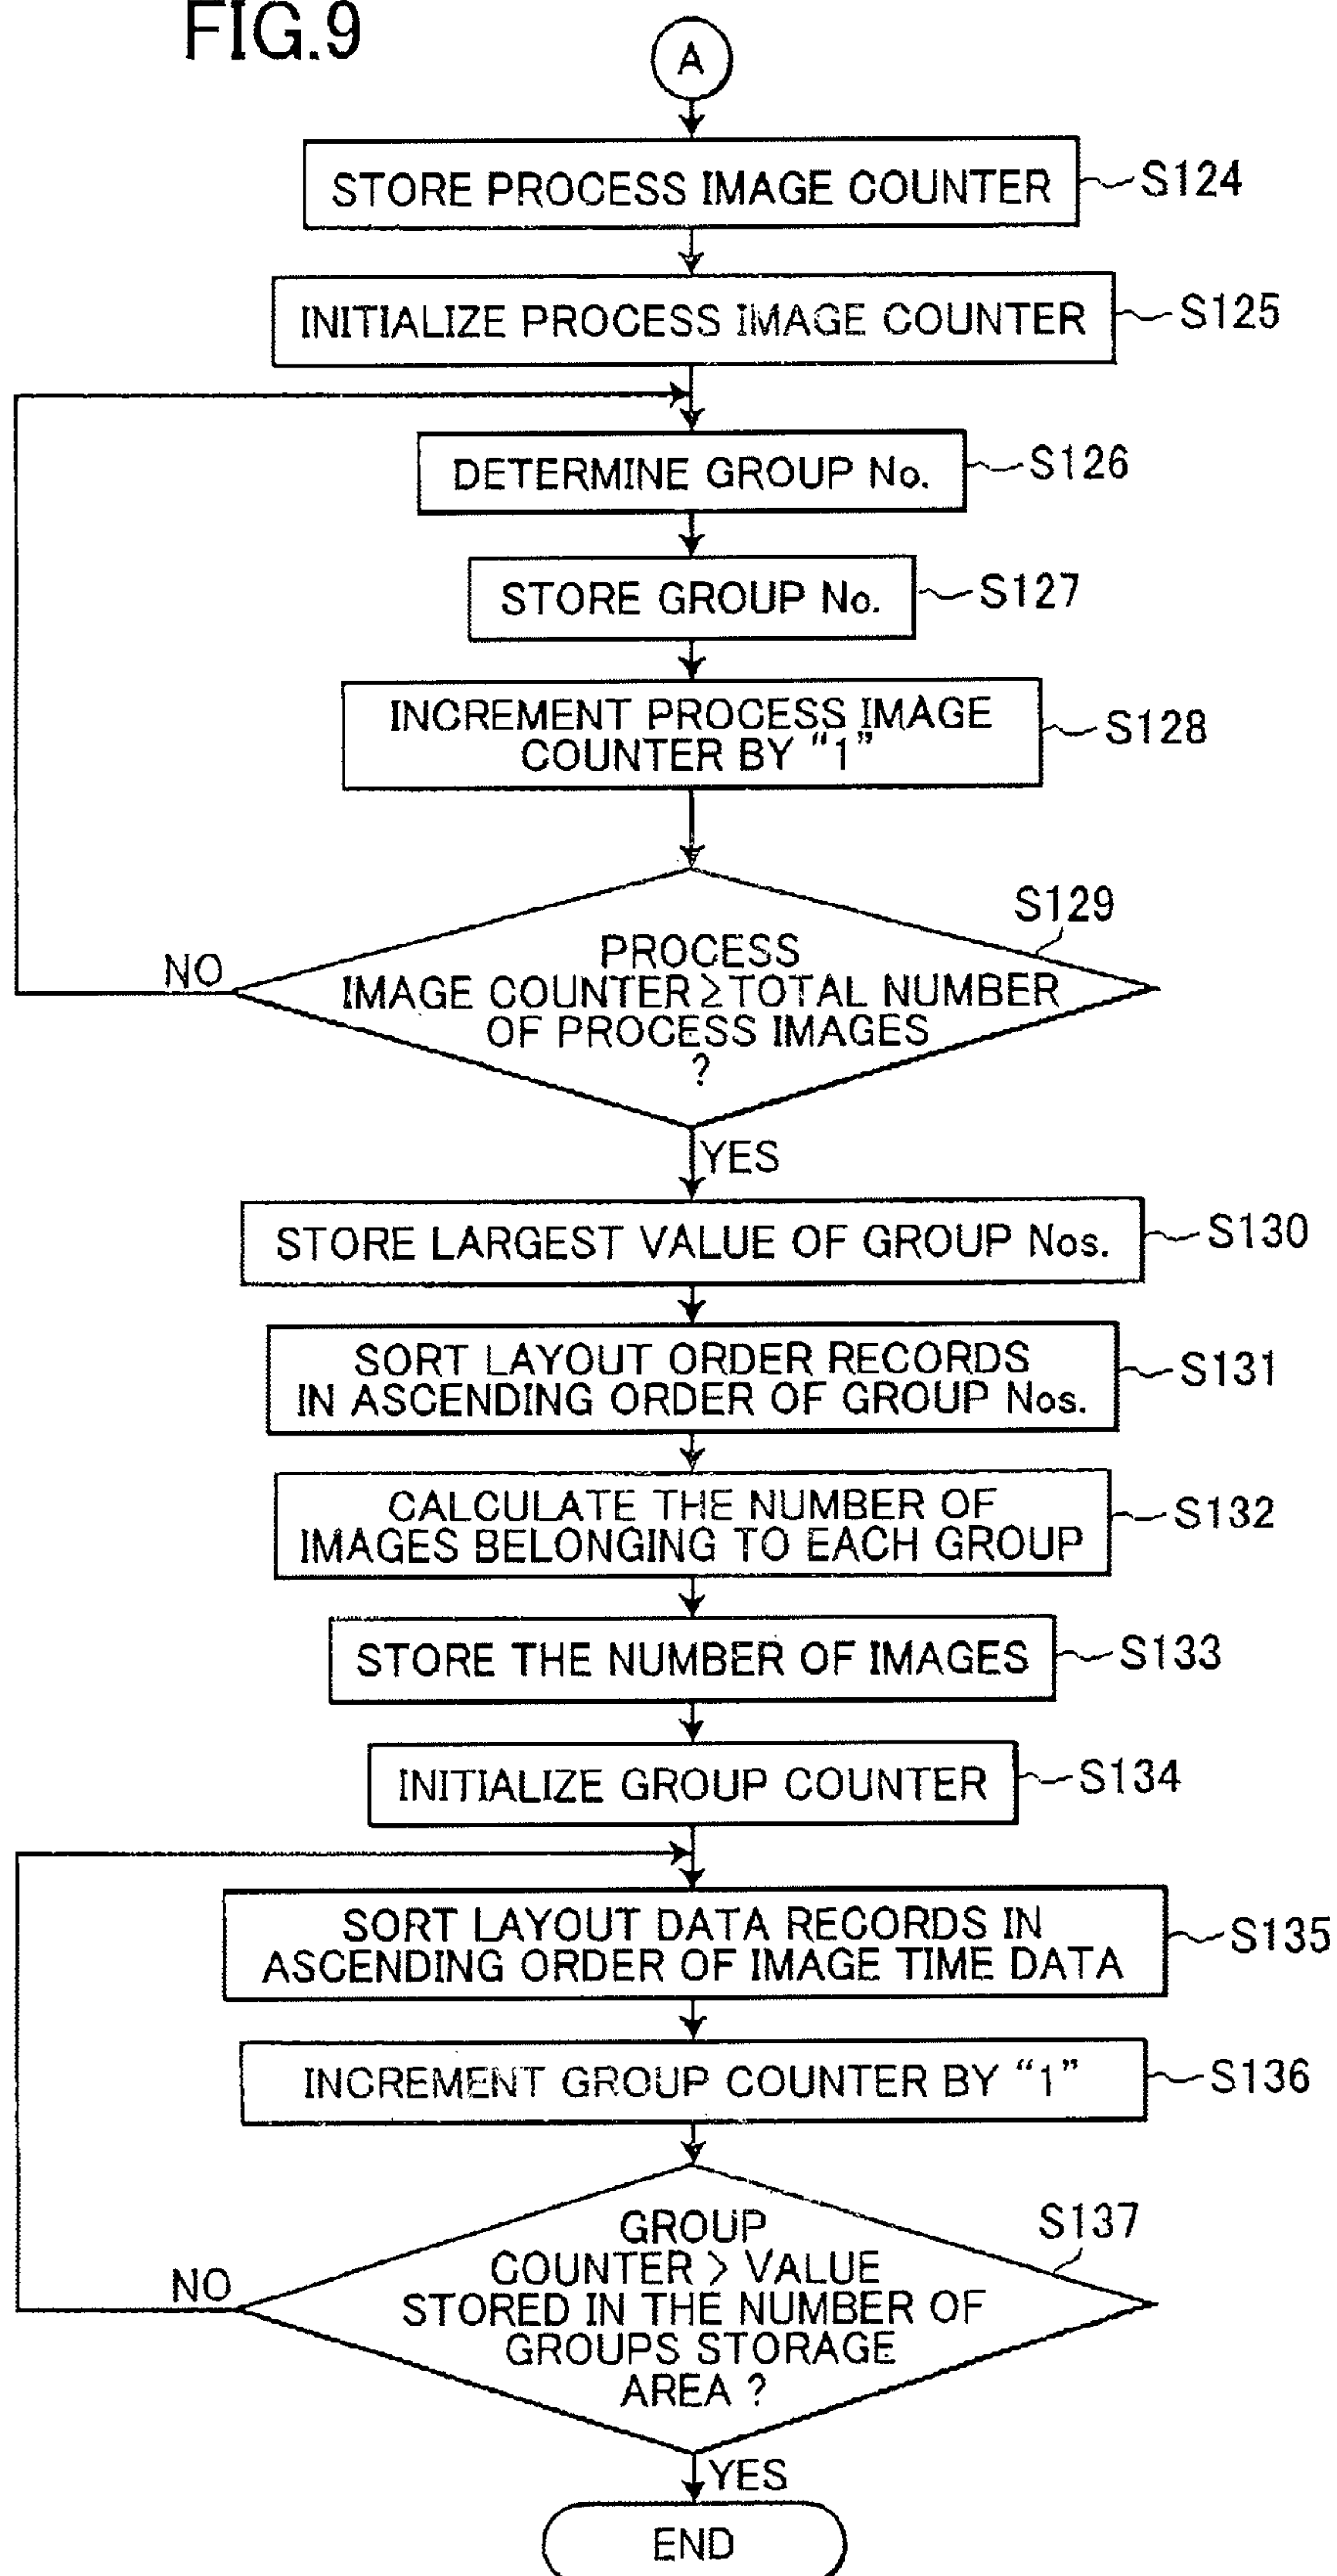 FIG.9
A
STORE PROCESS IMAGE COUNTER
S124
INITIALIZE PROCESS IMAGE COUNTER
S125
DETERMINE GROUP No.
S126
STORE GROUP No.
S127
INCREMENT PROCESS IMAGE
COUNTER BY “1”
S128
S129
PROCESS
IMAGE COUNTER≥TOTAL NUMBER
OF PROCESS IMAGES
?
NO
YES
STORE LARGEST VALUE OF GROUP Nos.
S130
SORT LAYOUT ORDER RECORDS
IN ASCENDING ORDER OF GROUP Nos.
S131
CALCULATE THE NUMBER OF
IMAGES BELONGING TO EACH GROUP
S132
STORE THE NUMBER OF IMAGES
S133
INITIALIZE GROUP COUNTER
S134
SORT LAYOUT DATA RECORDS IN
ASCENDING ORDER OF IMAGE TIME DATA
S135
INCREMENT GROUP COUNTER BY “1”
S136
S137
GROUP
COUNTER > VALUE
STORED IN THE NUMBER OF
GROUPS STORAGE
AREA ?
NO
YES
END